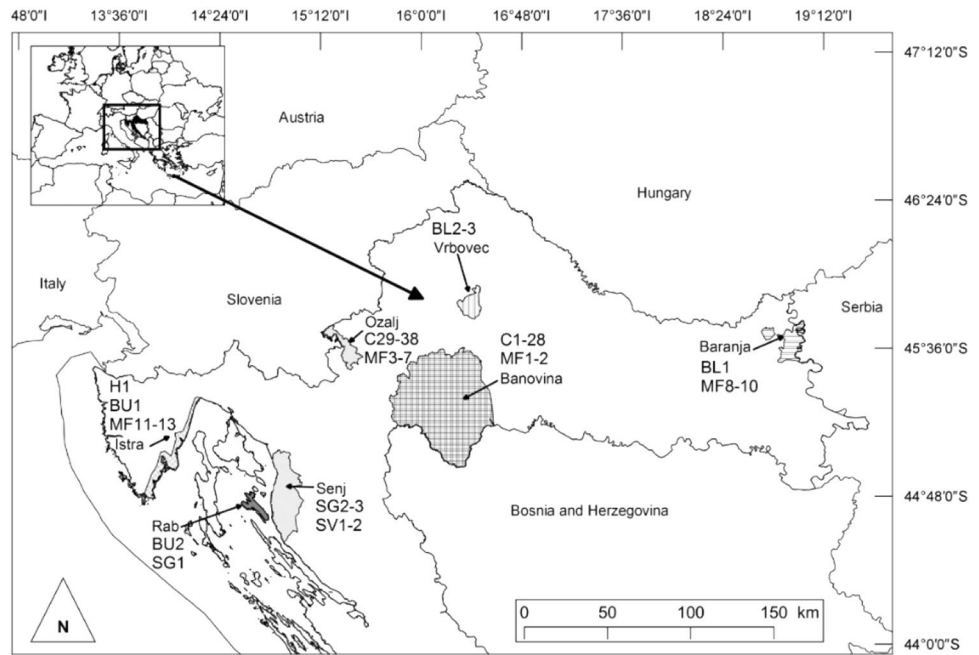 48'0" 13°36'0" 14°24'0" 15°12'0" 16°0'0" 16°48'0" 17°36'0" 18°24'0" 19°12'0"
47°12'0"S
Austria
Hungary
46°24'0"S
BL2-3
Vrbovec
Italy
Slovenia
Serbia
Ozalj
C29-38
MF3-7
C1-28
MF1-2
Banovina
Baranja
BL1
MF8-10
45°36'0"S
H1
BU1
MF11-13
Istra
Senj
SG2-3
SV1-2
44°48'0"S
Bosnia and Herzegovina
Rab
BU2
SG1
N
0 50 100 150 km
44°0'0"S